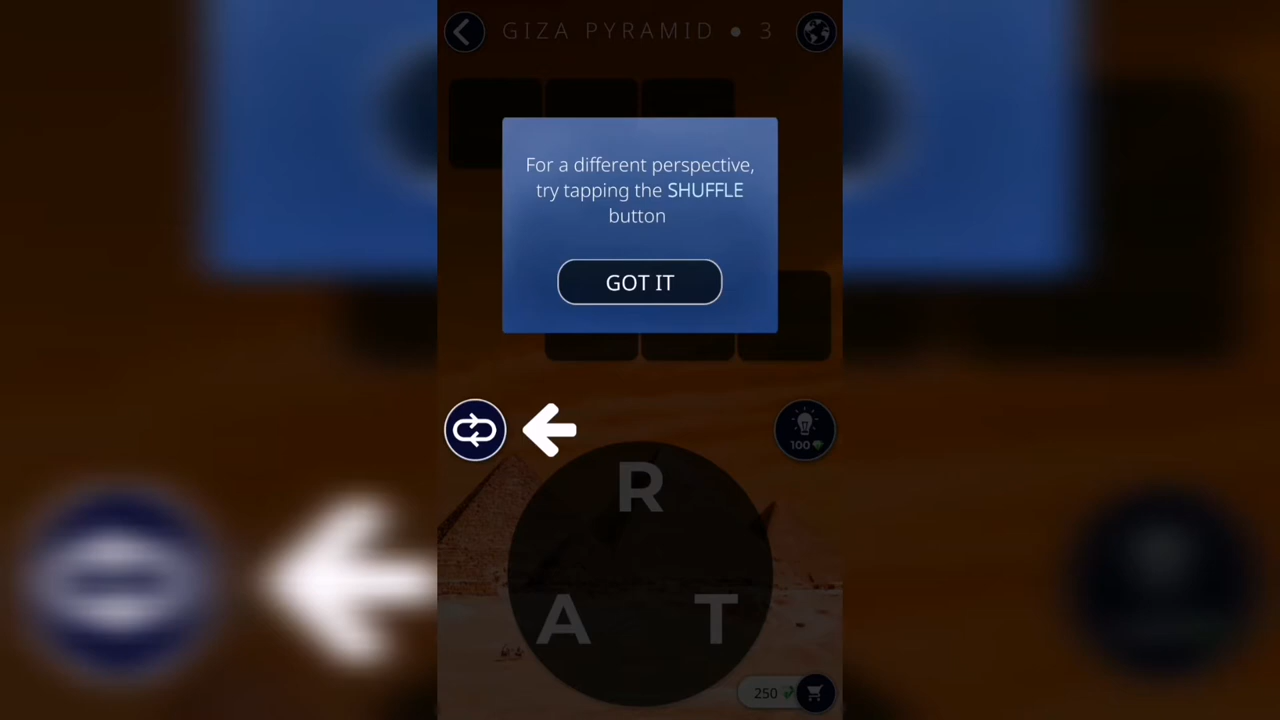 GIZA PYRAMID • 3
For a different perspective,
try tapping the SHUFFLE
button
GOT IT
100
R
A T
250